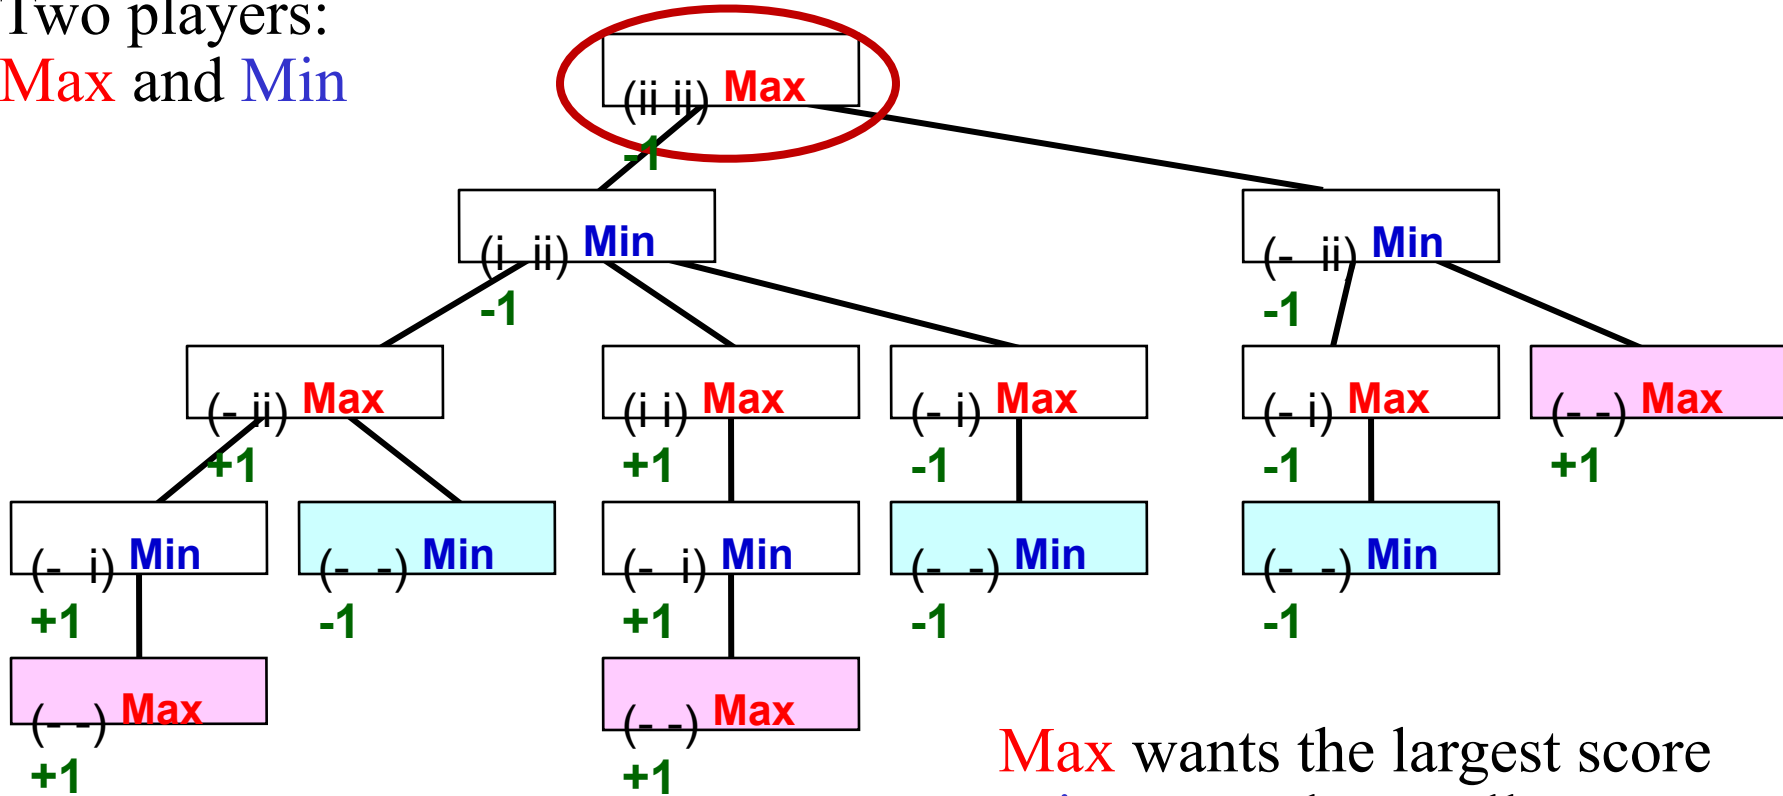 Two players:
Max and Min
(ii ii) Max
-1
(i ii) Min
-1
(- ii) Min
-1
(- ii) Max
+1
(i i) Max
+1
(- i) Max
-1
(- i) Max
-1
(- -) Max
+1
(- i) Min
+1
(- -) Min
-1
(- i) Min
+1
(- -) Min
-1
(- -) Min
-1
(- -) Max
+1
(- -) Max
+1
Max wants the largest score